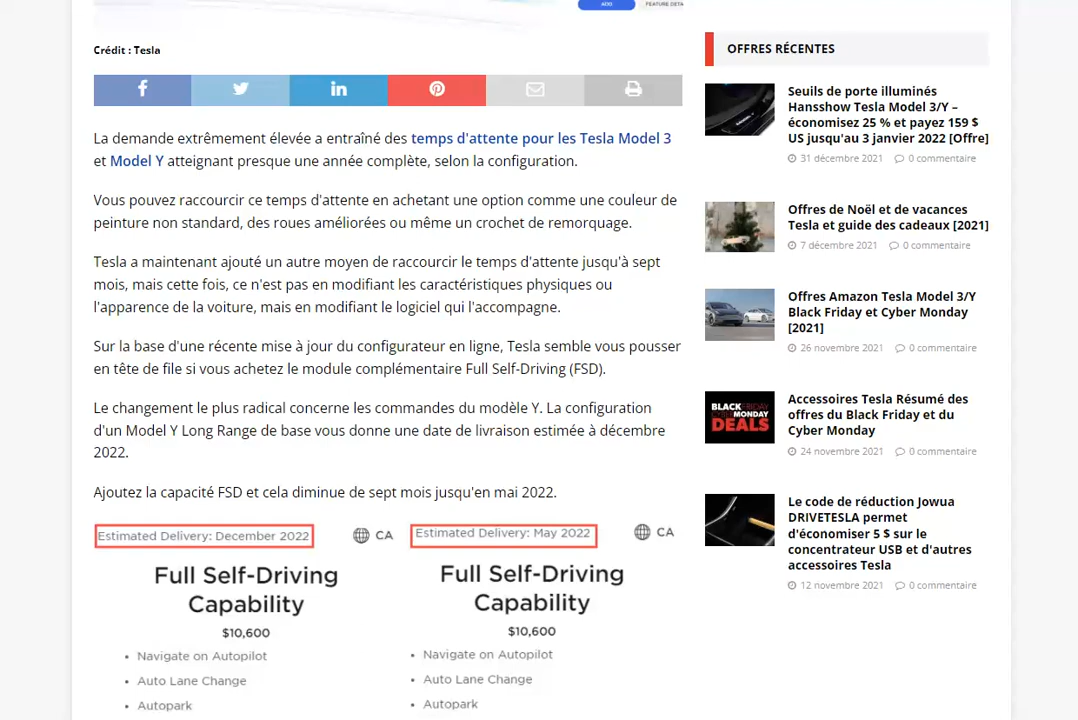 ADD
FEATURE DETA
Crédit : Tesla
La demande extrêmement élevée a entraîné des temps d'attente pour les Tesla Model 3
et Model Y atteignant presque une année complète, selon la configuration.
Vous pouvez raccourcir ce temps d'attente en achetant une option comme une couleur de
peinture non standard, des roues améliorées ou même un crochet de remorquage.
Tesla a maintenant ajouté un autre moyen de raccourcir le temps d'attente jusqu'à sept
mois, mais cette fois, ce n'est pas en modifiant les caractéristiques physiques ou
l'apparence de la voiture, mais en modifiant le logiciel qui l'accompagne.
Sur la base d'une récente mise à jour du configurateur en ligne, Tesla semble vous pousser
en tête de file si vous achetez le module complémentaire Full Self-Driving (FSD).
Le changement le plus radical concerne les commandes du modèle Y. La configuration
d'un Model Y Long Range de base vous donne une date de livraison estimée à décembre
2022.
Ajoutez la capacité FSD et cela diminue de sept mois jusqu'en mai 2022.
Estimated Delivery: December 2022
CA
Full Self-Driving
Capability
$10,600
• Navigate on Autopilot
• Auto Lane Change
• Autopark
Estimated Delivery: May 2022
CA
Full Self-Driving
Capability
$10,600
• Navigate on Autopilot
• Auto Lane Change
• Autopark
OFFRES RÉCENTES
Seuils de porte illuminés
Hansshow Tesla Model 3/Y –
économisez 25 % et payez 159 $
US jusqu'au 3 janvier 2022 [Offre]
31 décembre 2021 0 commentaire
Offres de Noël et de vacances
Tesla et guide des cadeaux [2021]
7 décembre 2021 0 commentaire
Offres Amazon Tesla Model 3/Y
Black Friday et Cyber Monday
[2021]
26 novembre 2021 0 commentaire
BLACK FRIDAY
CYBER MONDAY
DEALS
Accessoires Tesla Résumé des
offres du Black Friday et du
Cyber Monday
24 novembre 2021 0 commentaire
Le code de réduction Jowua
DRIVETESLA permet
d'économiser 5 $ sur le
concentrateur USB et d'autres
accessoires Tesla
12 novembre 2021 0 commentaire